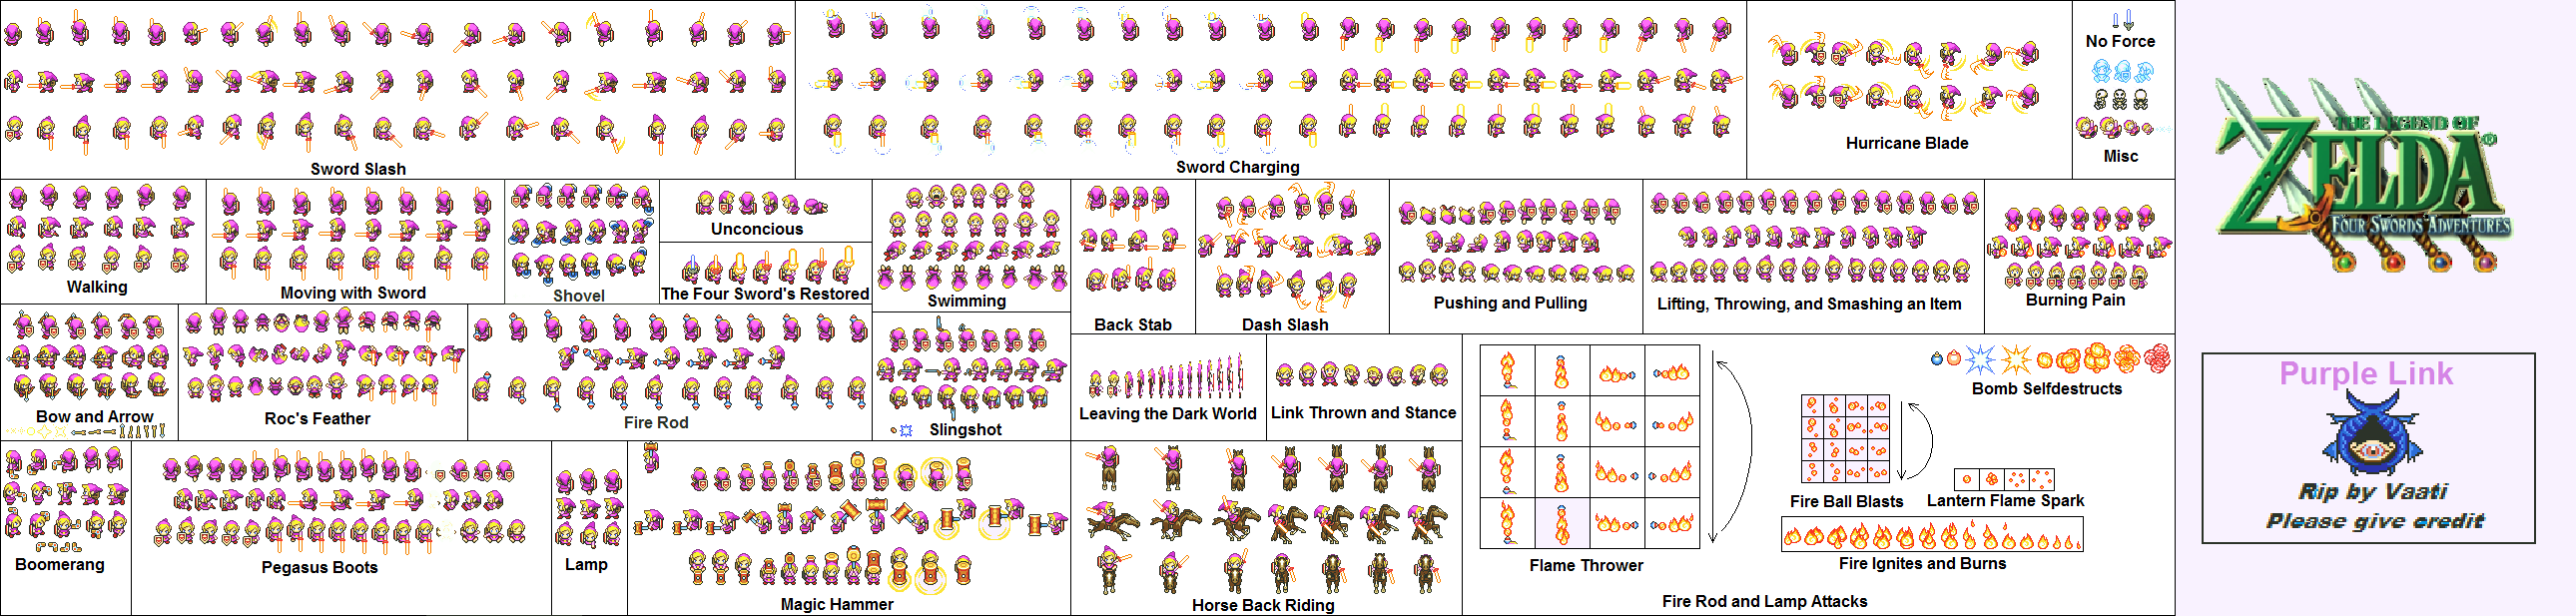 Sword Slash
Sword Charging
Hurricane Blade
No Force
Misc
THE LEGEND OF
ZELDA®
FOUR SWORDS ADVENTURES
Walking
Moving with Sword
Shovel
Unconcious
The Four Sword's Restored
Swimming
Back Stab
Dash Slash
Pushing and Pulling
Lifting, Throwing, and Smashing an Item
Burning Pain
Bow and Arrow
Roc's Feather
Fire Rod
Slingshot
Leaving the Dark World
Link Thrown and Stance
Bomb Selfdestructs
Fire Ball Blasts
Lantern Flame Spark
Flame Thrower
Fire Ignites and Burns
Fire Rod and Lamp Attacks
Boomerang
Pegasus Boots
Lamp
Magic Hammer
Horse Back Riding
Purple Link
Rip by Vaati
Please give credit